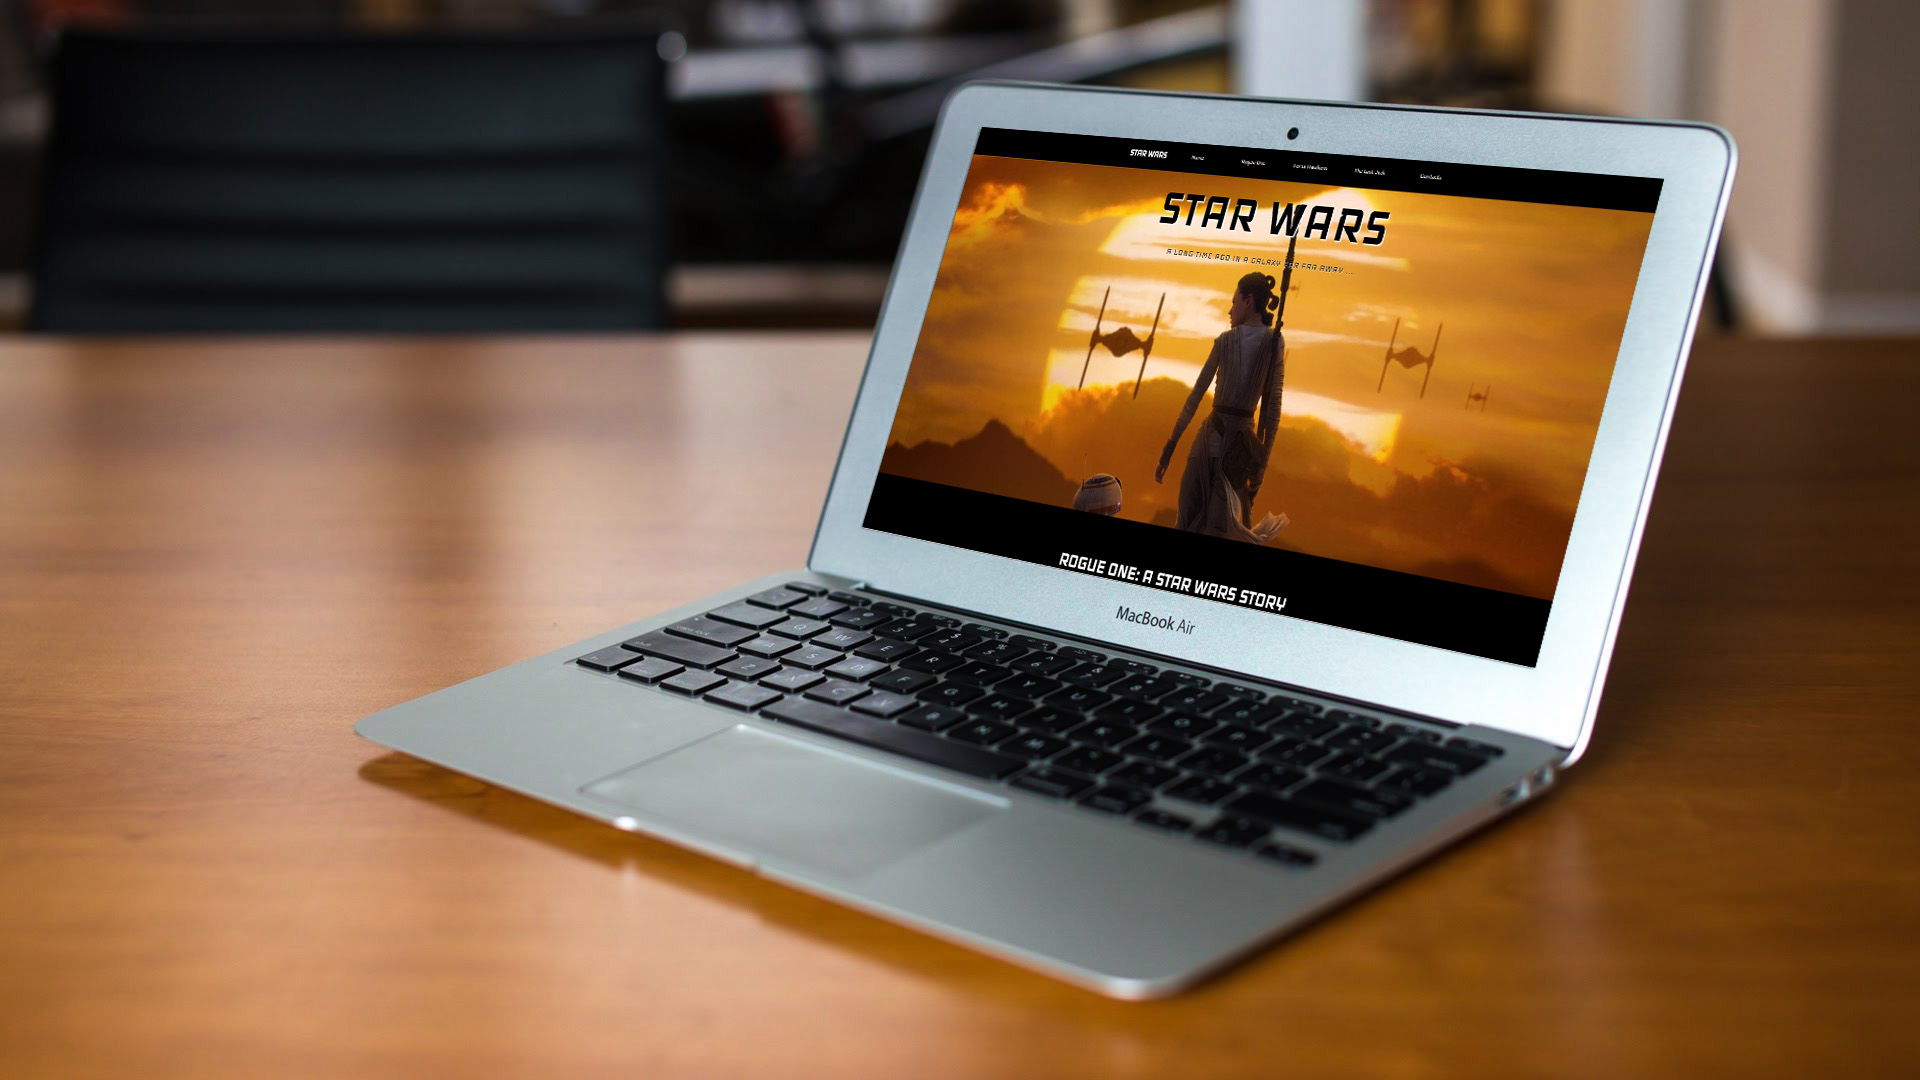 STAR WARS Home Rogue One Force Awakens The Last Jedi Contacts
STAR WARS
A LONG TIME AGO IN A GALAXY FAR FAR AWAY....
ROGUE ONE: A STAR WARS STORY
MacBook Air